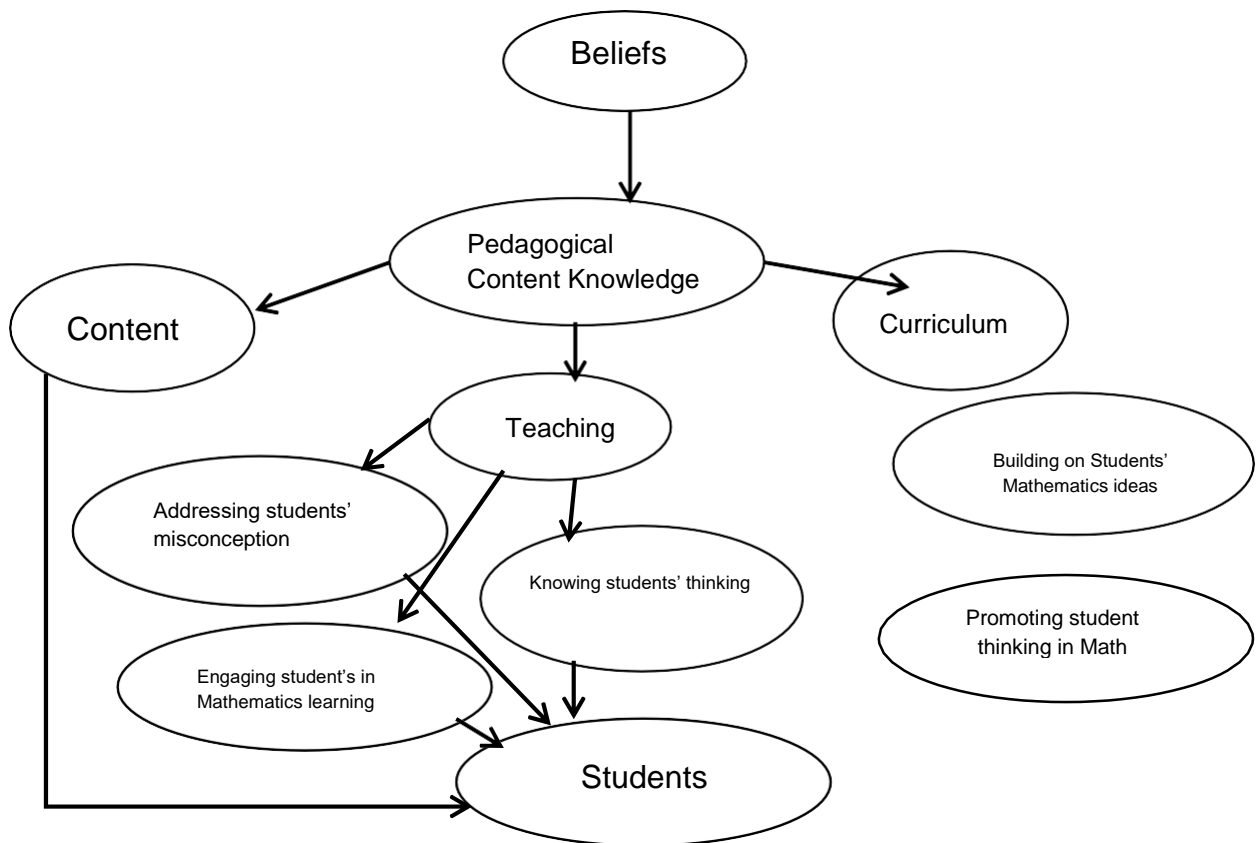 Beliefs
Pedagogical
Content Knowledge
Content
Curriculum
Teaching
Building on Students’
Mathematics ideas
Addressing students’
misconception
Knowing students’ thinking
Promoting student
thinking in Math
Engaging student’s in
Mathematics learning
Students